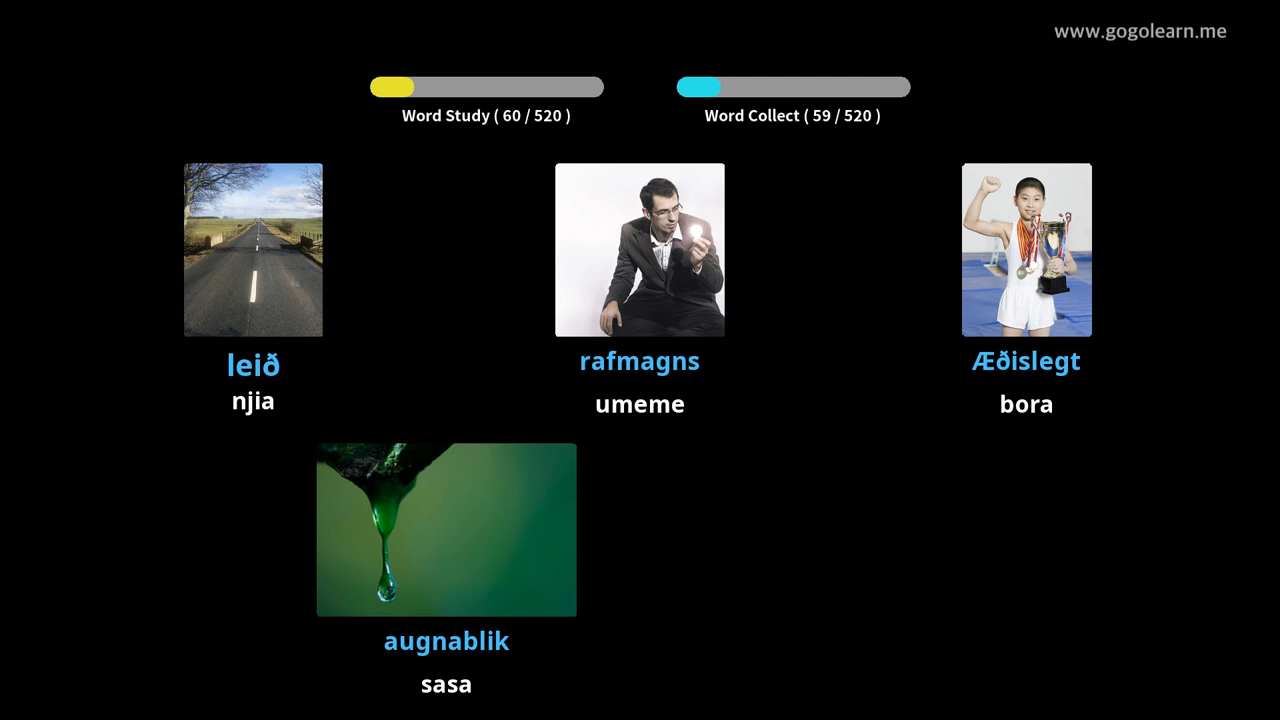 www.gogolearn.me
Word Study ( 60 / 520 )
Word Collect ( 59 / 520 )
leið
njia
rafmagns
umeme
Æðislegt
bora
augnablik
sasa